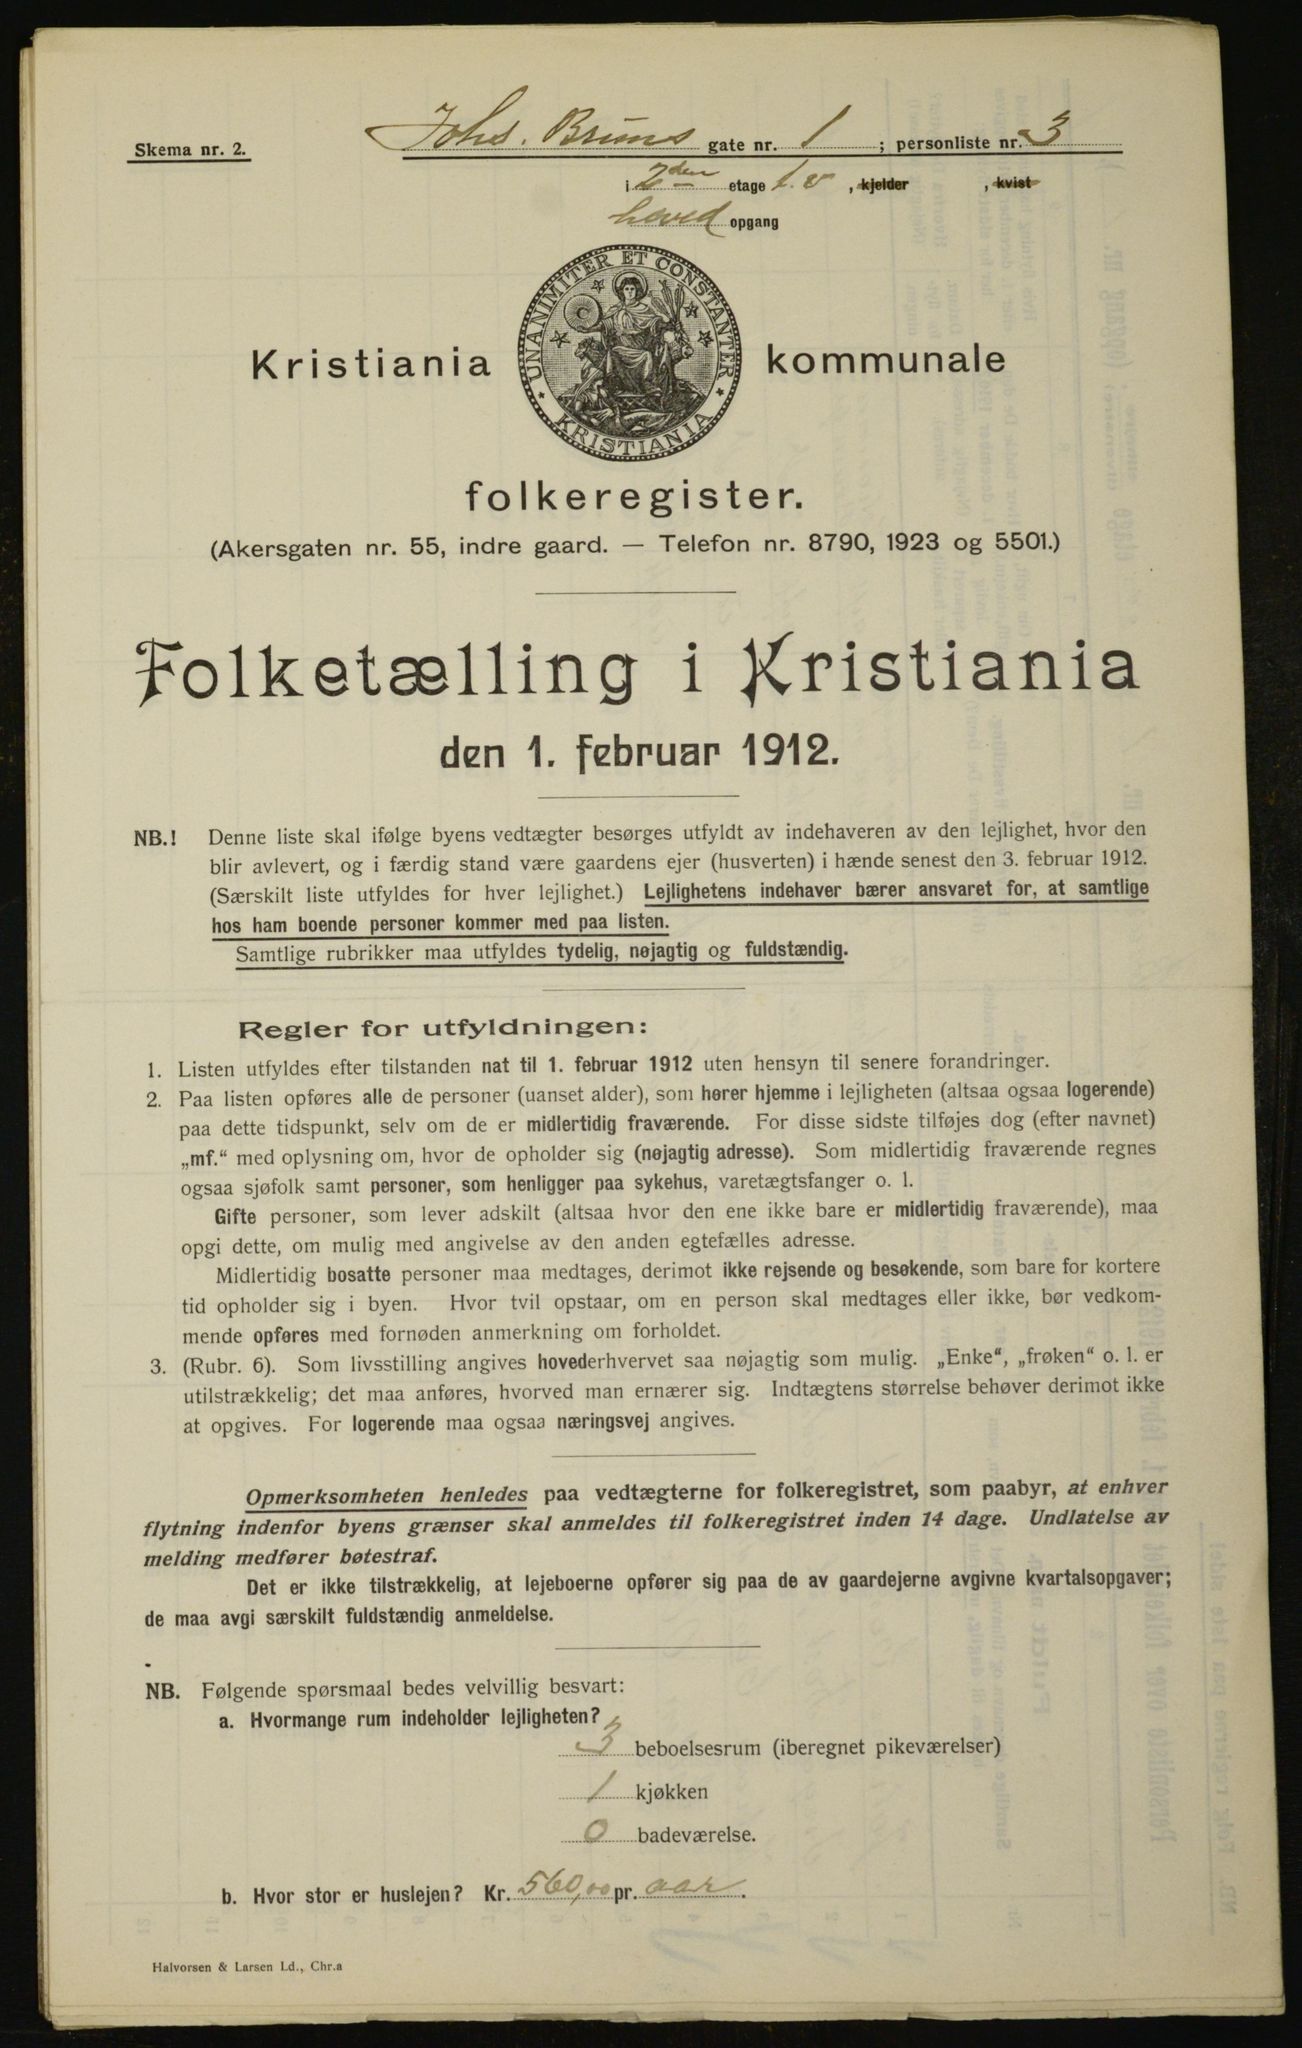 Skema nr. 2.
Johs. Bruns gate nr. 1 ; personliste nr. 3
i 2den etage t.v , kjelder , kvist
hoved opgang
UNANIMITER ET CONSTANTER
KRISTIANIA
Kristiania kommunale
folkeregister.
(Akersgaten nr. 55, indre gaard. — Telefon nr. 8790, 1923 og 5501.)
Folketælling i Kristiania
den 1. februar 1912.
NB.! Denne liste skal ifølge byens vedtægter besørges utfyldt av indehaveren av den lejlighet, hvor den
blir avlevert, og i færdig stand være gaardens ejer (husverten) i hænde senest den 3. februar 1912.
(Særskilt liste utfyldes for hver lejlighet.) Lejlighetens indehaver bærer ansvaret for, at samtlige
hos ham boende personer kommer med paa listen.
Samtlige rubrikker maa utfyldes tydelig, nøjagtig og fuldstændig.
Regler for utfyldningen:
1. Listen utfyldes efter tilstanden nat til 1. februar 1912 uten hensyn til senere forandringer.
2. Paa listen opføres alle de personer (uanset alder), som hører hjemme i lejligheten (altsaa ogsaa logerende)
paa dette tidspunkt, selv om de er midlertidig fraværende. For disse sidste tilføjes dog (efter navnet)
„mf.“ med oplysning om, hvor de opholder sig (nøjagtig adresse). Som midlertidig fraværende regnes
ogsaa sjøfolk samt personer, som henligger paa sykehus, varetægtsfanger o. l.
Gifte personer, som lever adskilt (altsaa hvor den ene ikke bare er midlertidig fraværende), maa
opgi dette, om mulig med angivelse av den anden egtefælles adresse.
Midlertidig bosatte personer maa medtages, derimot ikke rejsende og besøkende, som bare for kortere
tid opholder sig i byen. Hvor tvil opstaar, om en person skal medtages eller ikke, bør vedkom-
mende opføres med fornøden anmerkning om forholdet.
3. (Rubr. 6). Som livsstilling angives hovederhvervet saa nøjagtig som mulig. „Enke“, „frøken“ o. l. er
utilstrækkelig; det maa anføres, hvorved man ernærer sig. Indtægtens størrelse behøver derimot ikke
at opgives. For logerende maa ogsaa næringsvej angives.
Opmerksomheten henledes paa vedtægterne for folkeregistret, som paabyr, at enhver
flytning indenfor byens grænser skal anmeldes til folkeregistret inden 14 dage. Undlatelse av
melding medfører bøtestraf.
Det er ikke tilstrækkelig, at lejeboerne opfører sig paa de av gaardejerne avgivne kvartalsopgaver;
de maa avgi særskilt fuldstændig anmeldelse.
NB. Følgende spørsmaal bedes velvillig besvart:
a. Hvormange rum indeholder lejligheten?
3 beboelsesrum (iberegnet pikeværelser)
1 kjøkken
0 badeværelse.
b. Hvor stor er huslejen? Kr. 560,00 pr. aar.
Halvorsen & Larsen Ld., Chr.a